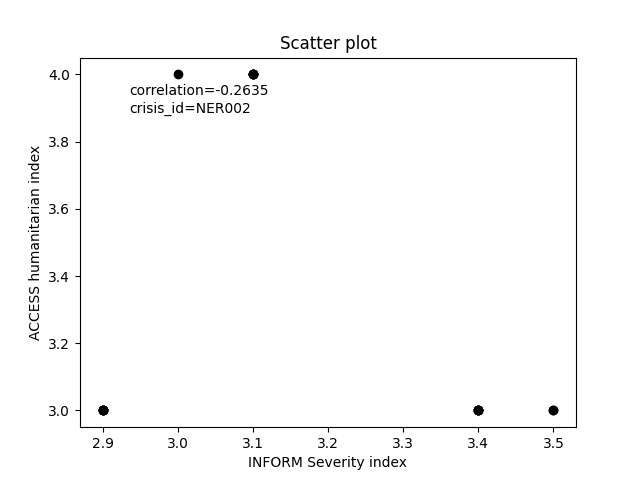 Scatter plot
4.0
correlation=-0.2635
crisis_id=NER002
3.8
3.6
3.4
3.2
3.0
ACCESS humanitarian index
2.9 3.0 3.1 3.2 3.3 3.4 3.5
INFORM Severity index